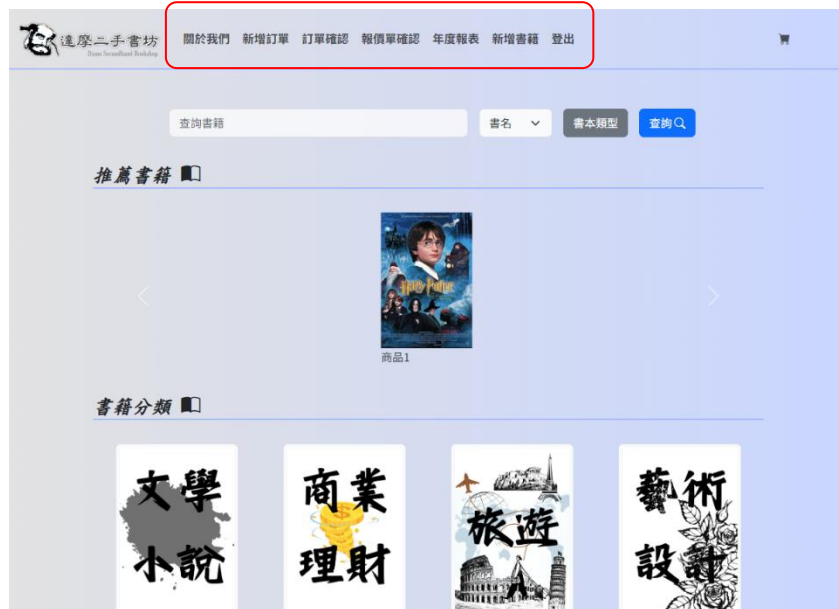 達摩二手書坊
Diamo Secondhand Bookshop
關於我們 新增訂單 訂單確認 報價單確認 年度報表 新增書籍 登出
查詢書籍 書名 書本類型 查詢
推薦書籍
Harry Potter
商品1
書籍分類
文學
小說
商業
理財
旅遊
藝術
設計